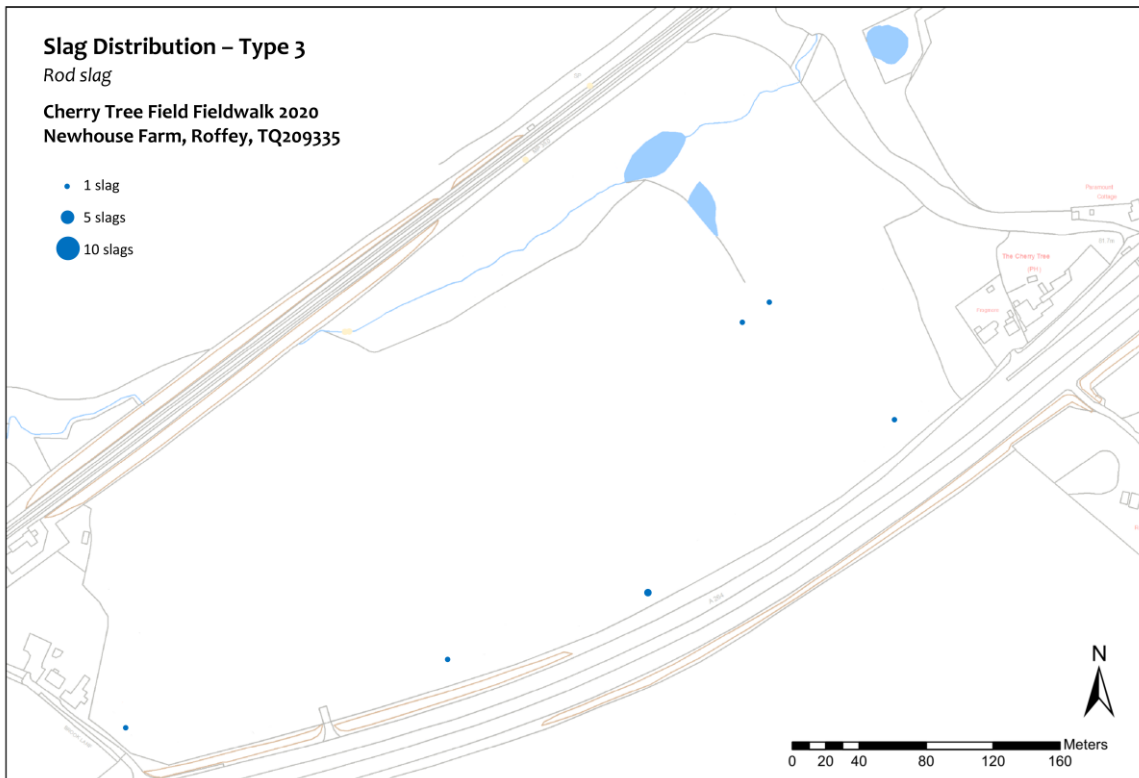 Slag Distribution – Type 3
Rod slag
Cherry Tree Field Fieldwalk 2020
Newhouse Farm, Roffey, TQ209335
1 slag
5 slags
10 slags
SP
Paramount
Cottage
The Cherry Tree
(PH)
A 264
N
Meters
0 20 40 80 120 160